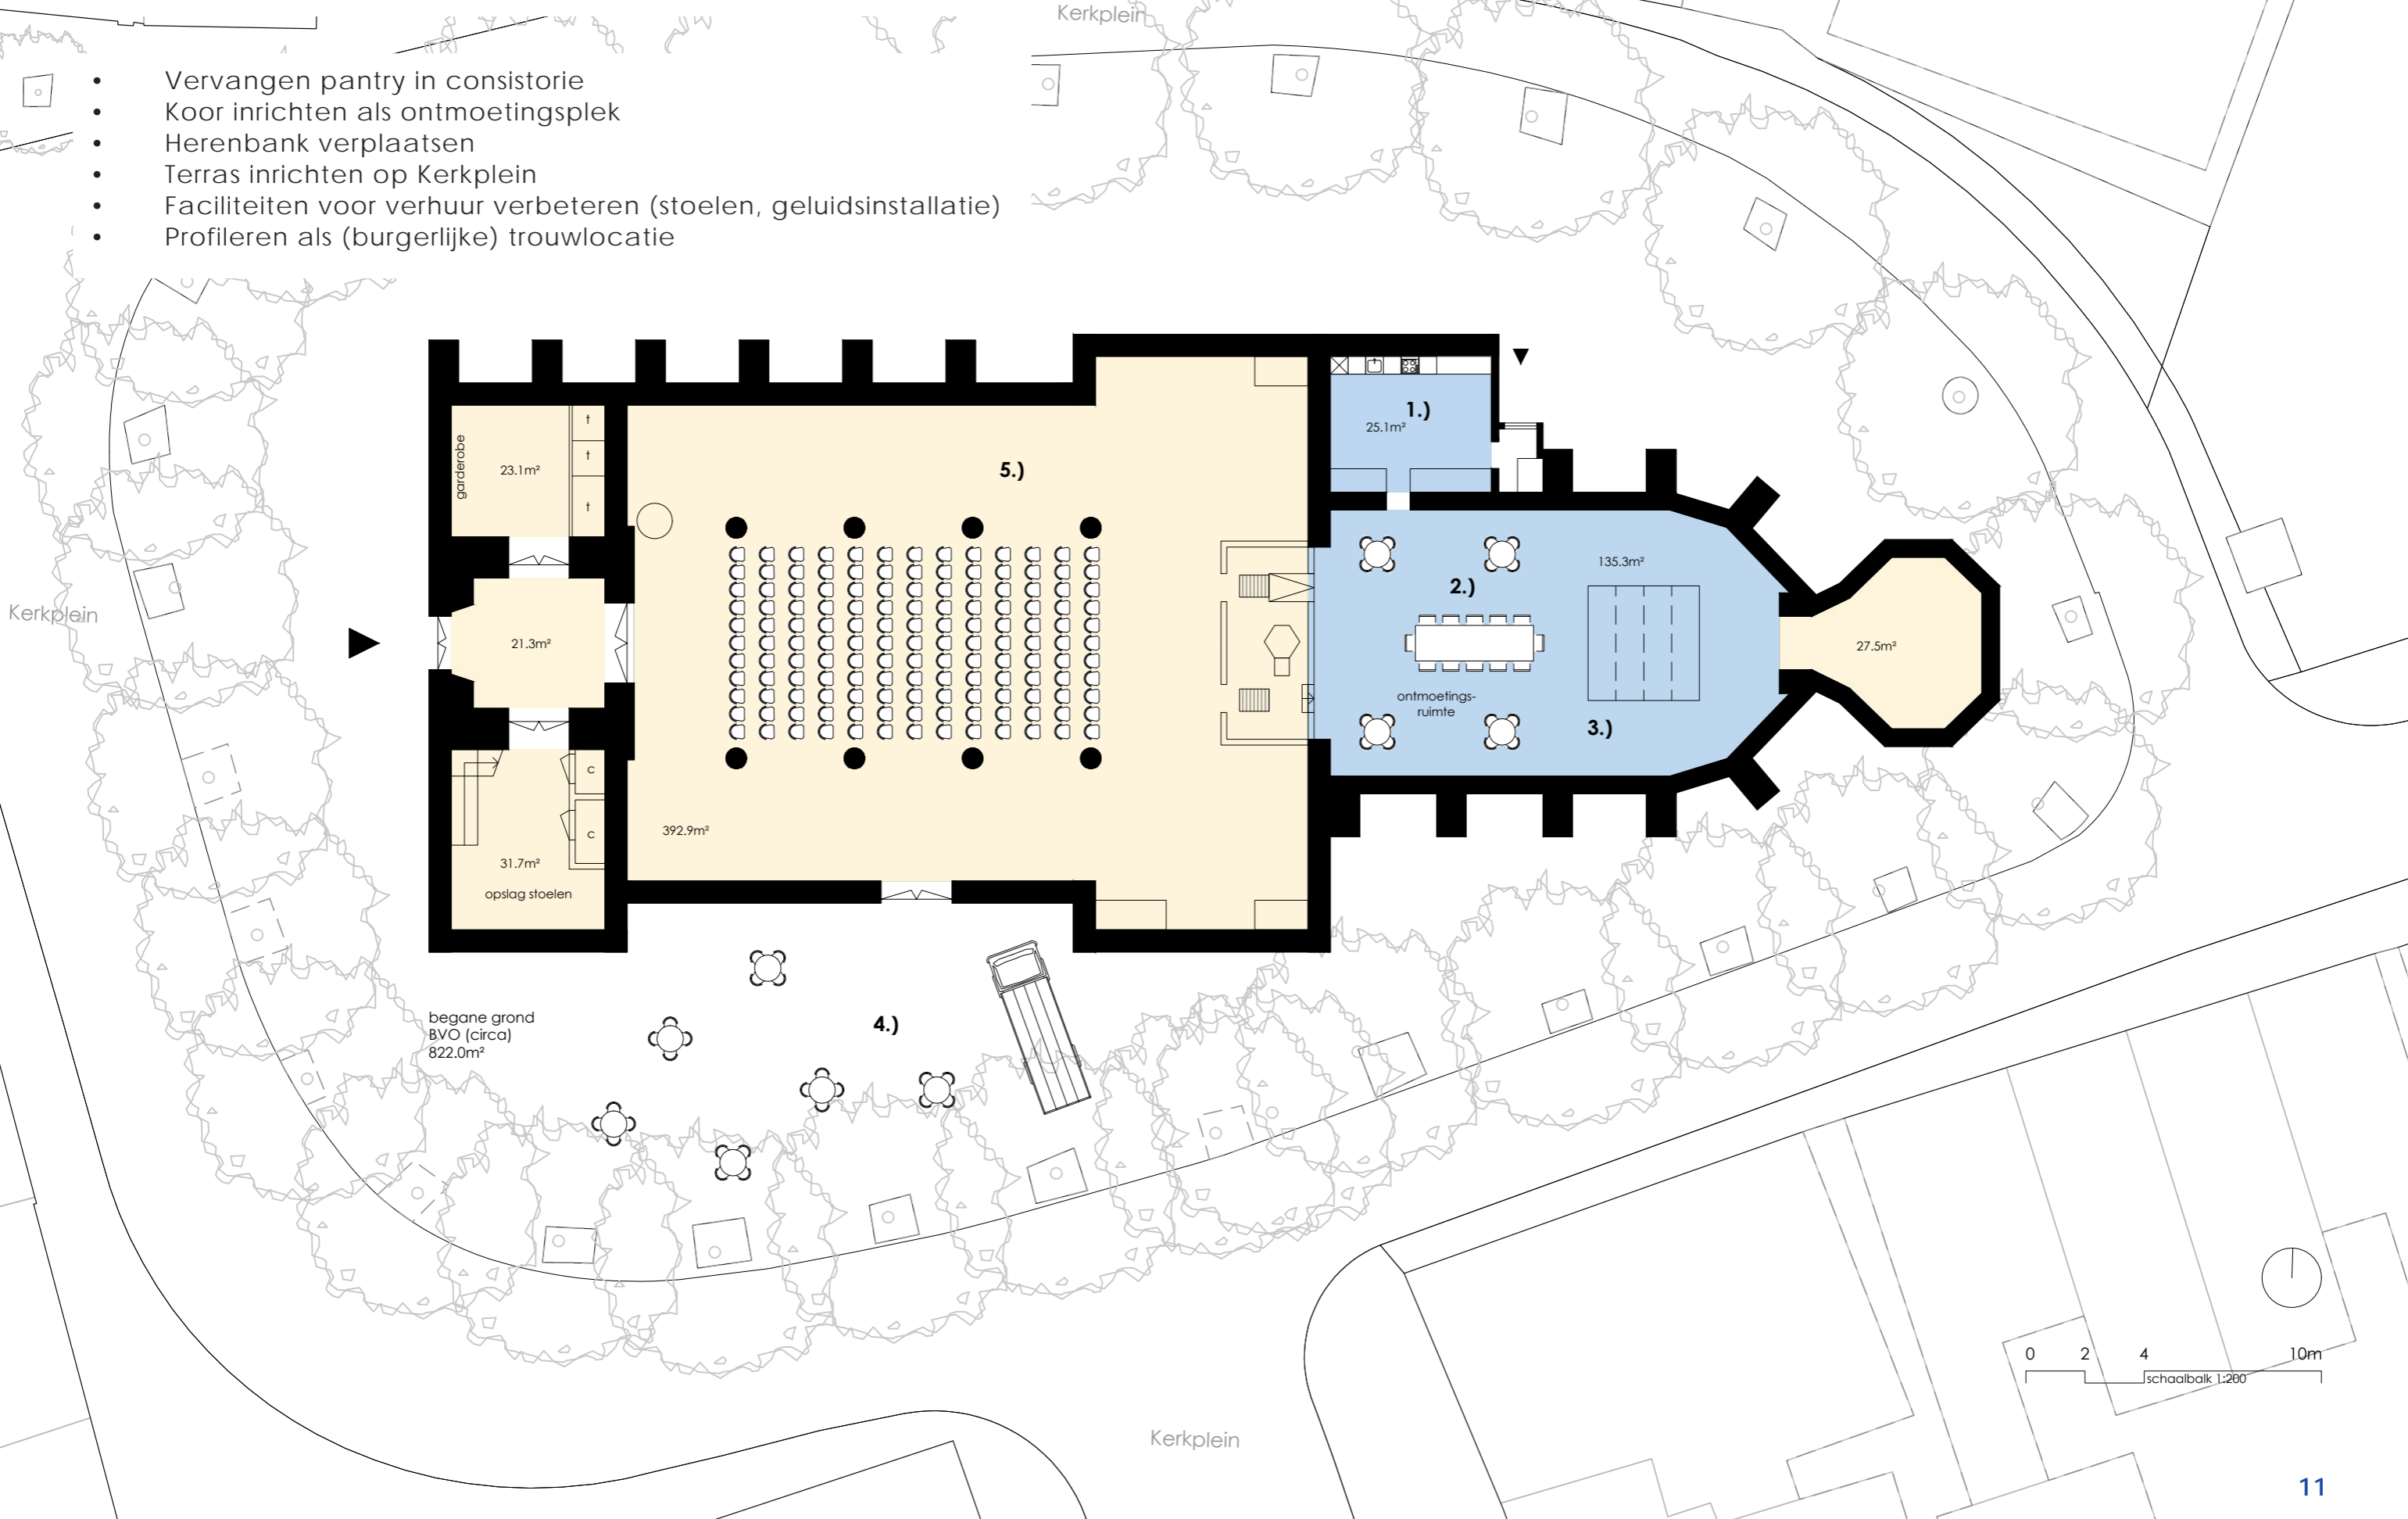 Kerkplein
• Vervangen pantry in consistorie
• Koor inrichten als ontmoetingsplek
• Herenbank verplaatsen
• Terras inrichten op Kerkplein
• Faciliteiten voor verhuur verbeteren (stoelen, geluidsinstallatie)
• Profileren als (burgerlijke) trouwlocatie
garderobe
23.1m²
t
t
t
5.)
1.)
25.1m²
Kerkplein
21.3m²
2.)
135.3m²
ontmoetings-
ruimte
3.)
27.5m²
c
c
31.7m²
opslag stoelen
392.9m²
begane grond
BVO (circa)
822.0m²
4.)
Kerkplein
0 2 4 10m
schaalbalk 1:200
11